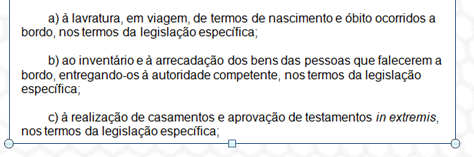 a) à lavratura, em viagem, de termos de nascimento e óbito ocorridos a
bordo, nos termos da legislação específica;
b) ao inventário e à arrecadação dos bens das pessoas que falecerem a
bordo, entregando-os à autoridade competente, nos termos da legislação
específica;
c) à realização de casamentos e aprovação de testamentos in extremis,
nos termos da legislação específica;